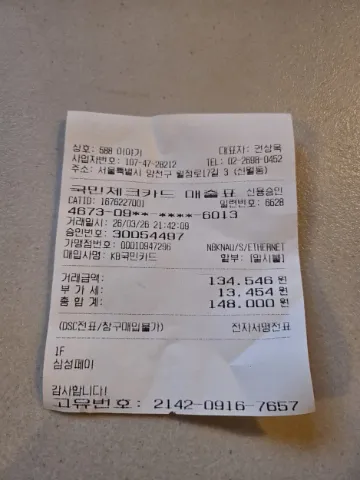 상호: 588 이야기 대표자: 전상욱
사업자번호: 107-47-28212 TEL: 02-2688-0452
주소: 서울특별시 양천구 월정로17길 3 (신월동)
국민체크카드 매출표 신용승인
CATID: 1676227001 일련번호: 6628
4673-09**-****-6013
거래일시: 26/03/26 21:42:09
승인번호: 30054497
가맹점번호: 00010947296 NBKNAU/S/ETHERNET
매입사명: KB국민카드 할부: [일시불]
거래금액: 134,546 원
부 가 세: 13,454 원
총 합 계: 148,000 원
(DSC전표/창구매입불가) 전자서명전표
1F
삼성페이
감사합니다!
고유번호: 2142-0916-7657